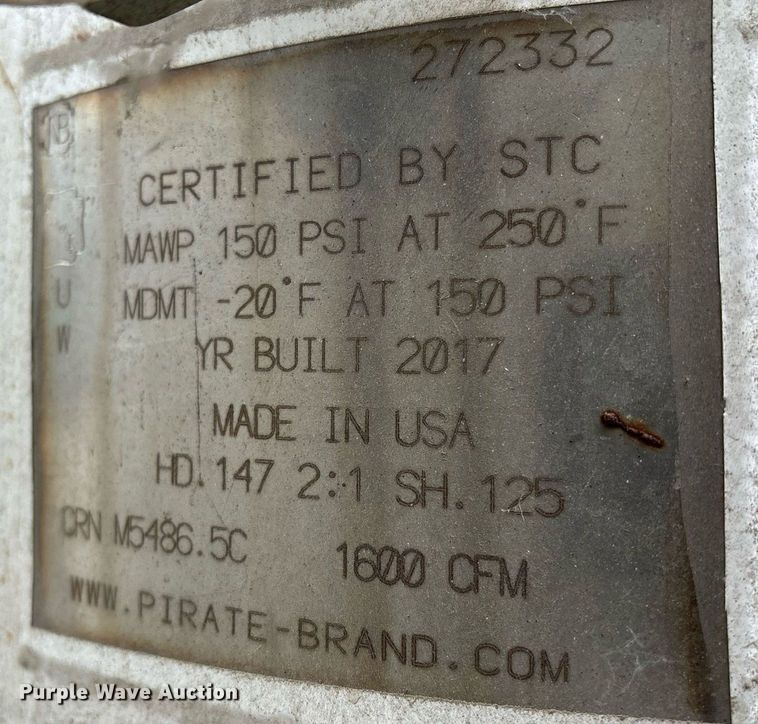 272332
NB
CERTIFIED BY STC
MAWP 150 PSI AT 250°F
U
MDMT -20°F AT 150 PSI
W
YR BUILT 2017
MADE IN USA
HD.147 2:1 SH.125
CRN M5486.5C 1600 CFM
WWW.PIRATE-BRAND.COM
Purple Wave Auction